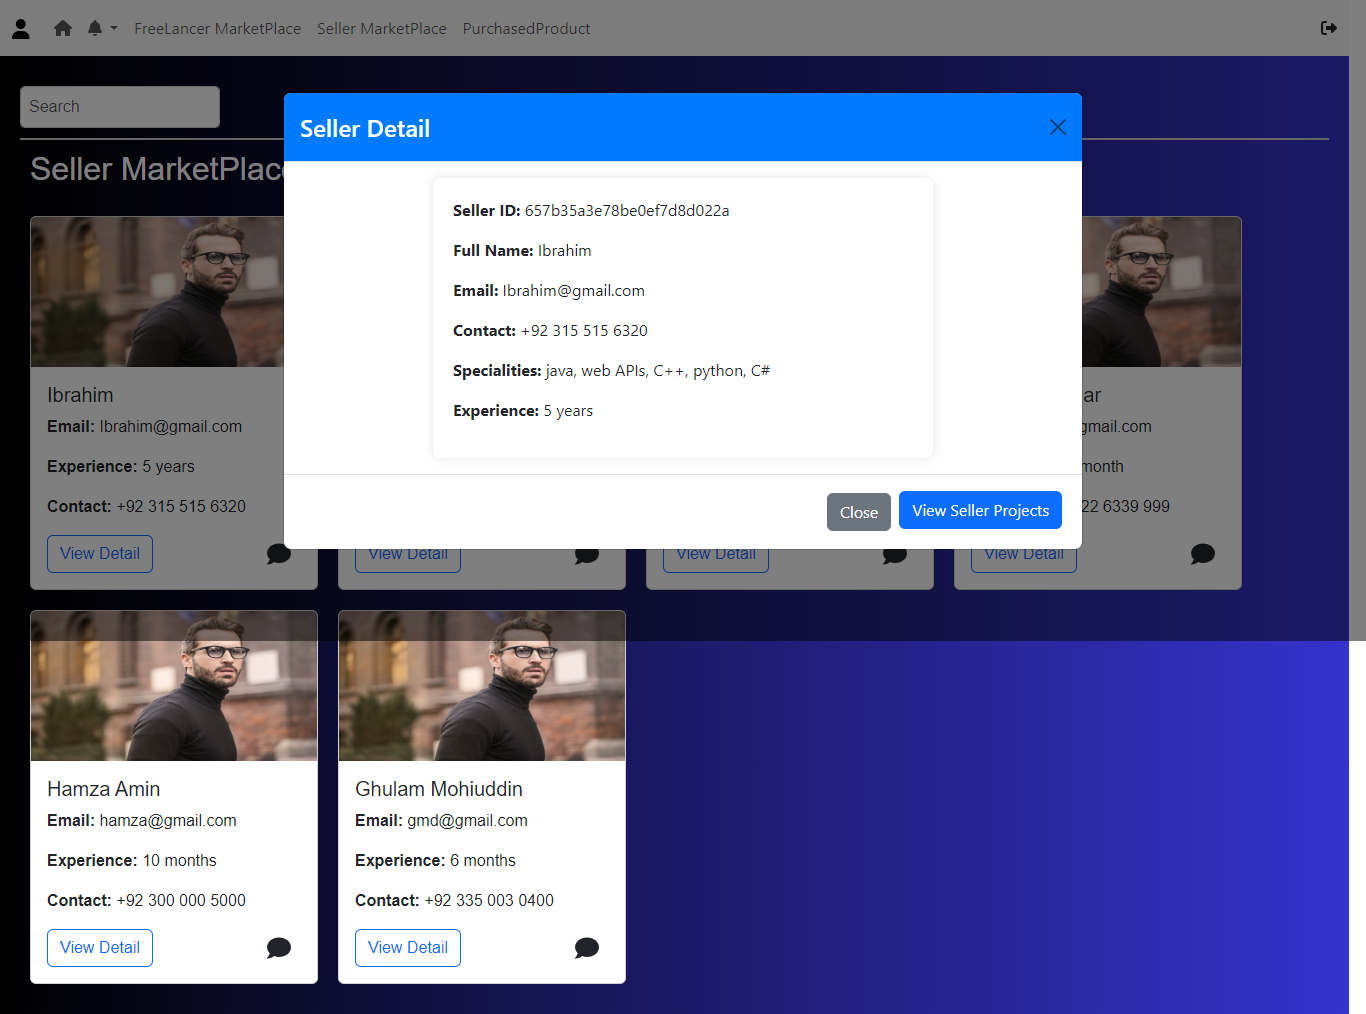 FreeLancer MarketPlace Seller MarketPlace PurchasedProduct
Search
Seller MarketPlace
Seller Detail
Seller ID: 657b35a3e78be0ef7d8d022a
Full Name: Ibrahim
Email: Ibrahim@gmail.com
Contact: +92 315 515 6320
Specialities: java, web APIs, C++, python, C#
Experience: 5 years
Close View Seller Projects
Ibrahim
Email: Ibrahim@gmail.com
Experience: 5 years
Contact: +92 315 515 6320
View Detail
View Detail
View Detail
ar
gmail.com
month
22 6339 999
View Detail
Hamza Amin
Email: hamza@gmail.com
Experience: 10 months
Contact: +92 300 000 5000
View Detail
Ghulam Mohiuddin
Email: gmd@gmail.com
Experience: 6 months
Contact: +92 335 003 0400
View Detail